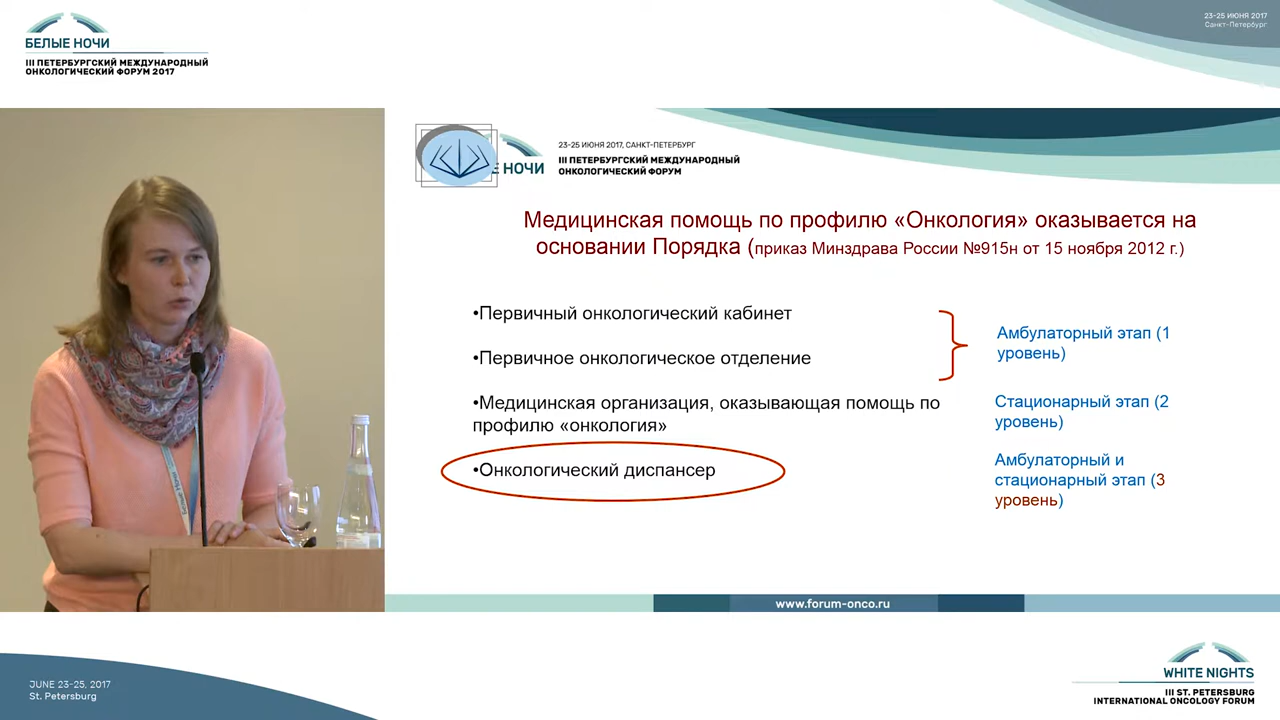 БЕЛЫЕ НОЧИ
III ПЕТЕРБУРГСКИЙ МЕЖДУНАРОДНЫЙ
ОНКОЛОГИЧЕСКИЙ ФОРУМ 2017
23-25 ИЮНЯ 2017
Санкт-Петербург
23-25 ИЮНЯ 2017, САНКТ-ПЕТЕРБУРГ
III ПЕТЕРБУРГСКИЙ МЕЖДУНАРОДНЫЙ
ОНКОЛОГИЧЕСКИЙ ФОРУМ
Е НОЧИ
Медицинская помощь по профилю «Онкология» оказывается на
основании Порядка (приказ Минздрава России №915н от 15 ноября 2012 г.)
•Первичный онкологический кабинет
•Первичное онкологическое отделение
Амбулаторный этап (1
уровень)
•Медицинская организация, оказывающая помощь по
профилю «онкология»
Стационарный этап (2
уровень)
•Онкологический диспансер
Амбулаторный и
стационарный этап (3
уровень)
www.forum-onco.ru
JUNE 23-25, 2017
St. Petersburg
WHITE NIGHTS
III ST. PETERSBURG
INTERNATIONAL ONCOLOGY FORUM